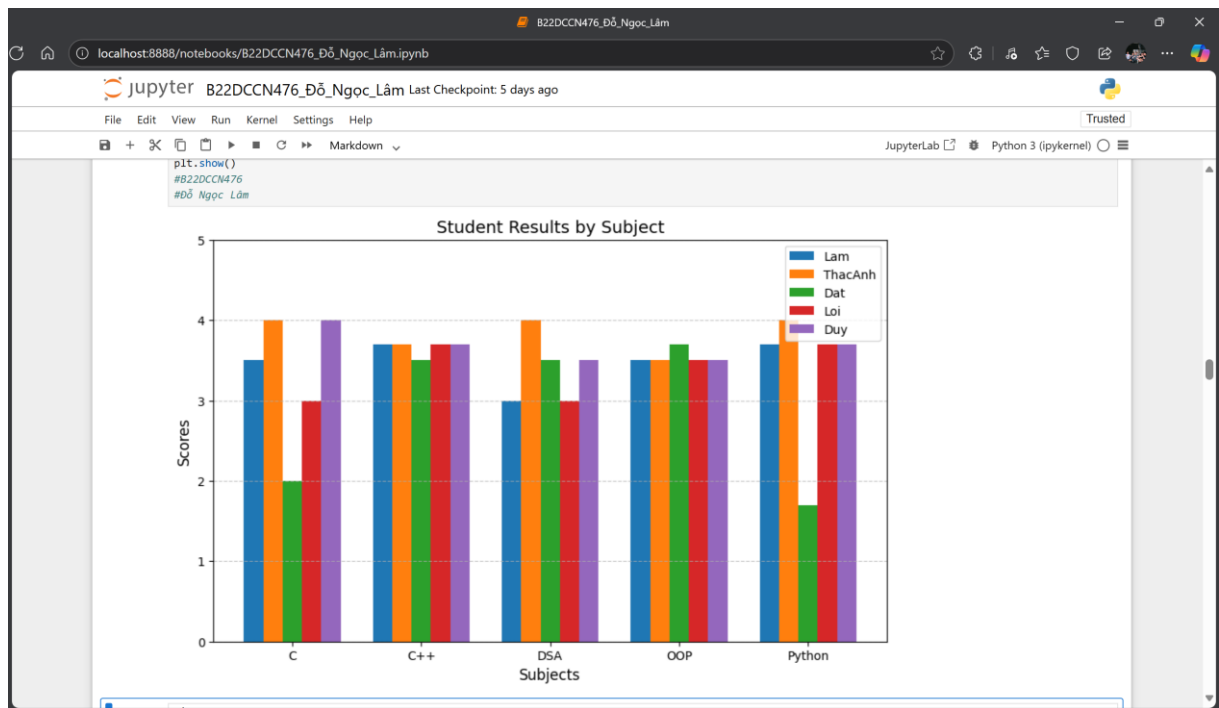 B22DCCN476_Đỗ_Ngọc_Lâm
localhost:8888/notebooks/B22DCCN476_Đỗ_Ngọc_Lâm.ipynb
jupyter B22DCCN476_Đỗ_Ngọc_Lâm Last Checkpoint: 5 days ago
File Edit View Run Kernel Settings Help Trusted
Markdown JupyterLab Python 3 (ipykernel)
plt.show()
#B22DCCN476
#Đỗ Ngọc Lâm
Student Results by Subject
5
4
3
2
1
0
Scores
Lam
ThacAnh
Dat
Loi
Duy
C C++ DSA OOP Python
Subjects